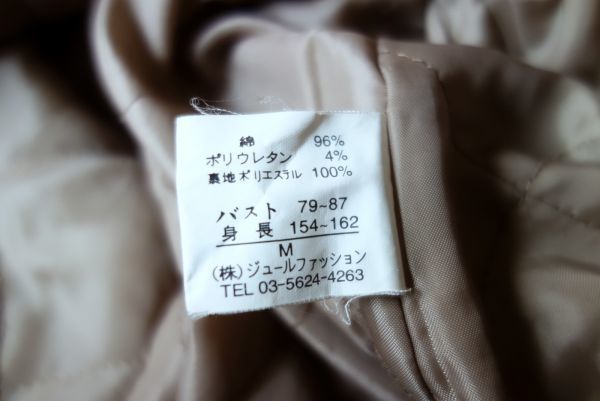 綿 96%
ポリウレタン 4%
裏地ポリエステル 100%
バスト 79~87
身長 154~162
M
(株)ジュールファッション
TEL 03-5624-4263